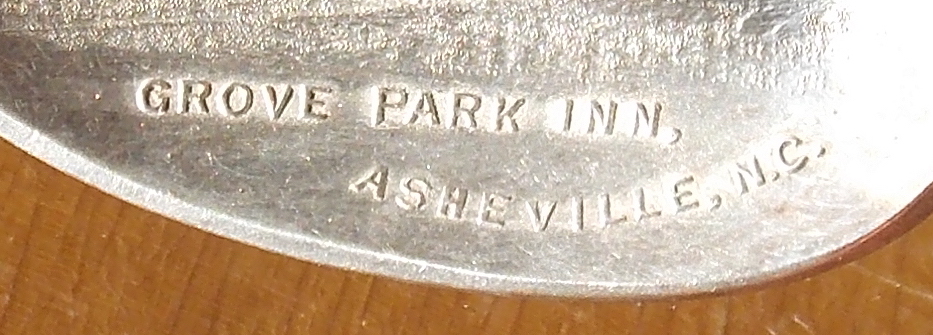 GROVE PARK INN,
ASHEVILLE, N.C.